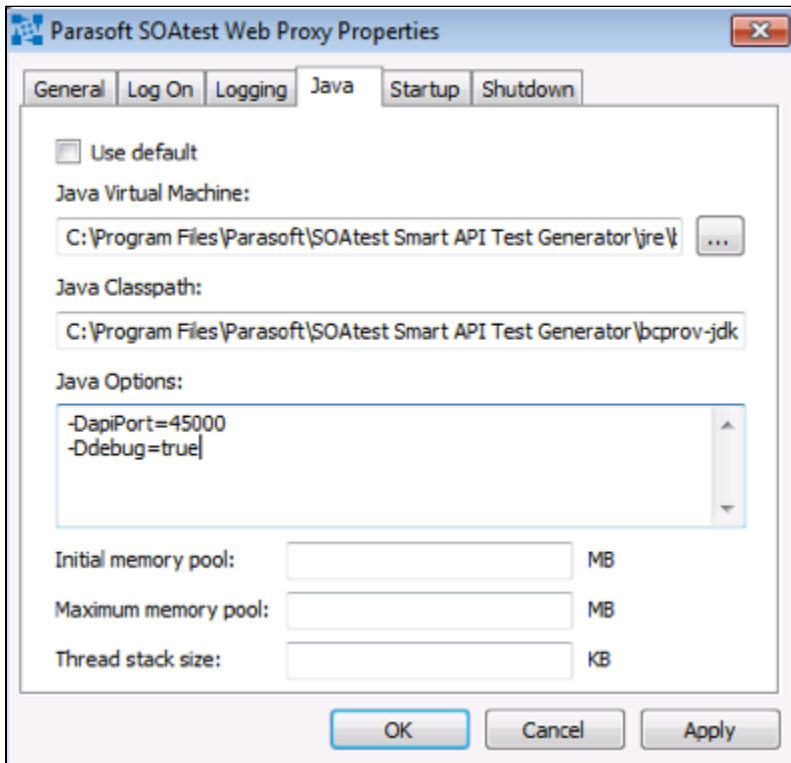 Parasoft SOAtest Web Proxy Properties
General Log On Logging Java Startup Shutdown
Use default
Java Virtual Machine:
C:\Program Files\Parasoft\SOAtest Smart API Test Generator\jre\
...
Java Classpath:
C:\Program Files\Parasoft\SOAtest Smart API Test Generator\bcprov-jdk
Java Options:
-DapiPort=45000
-Ddebug=true
Initial memory pool: MB
Maximum memory pool: MB
Thread stack size: KB
OK Cancel Apply